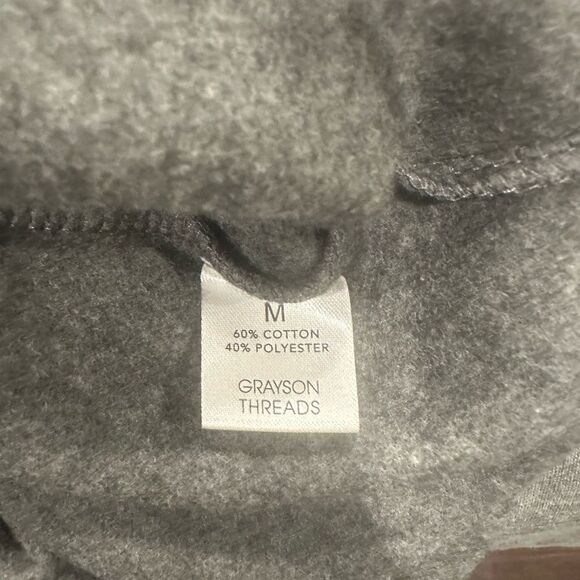 M
60% COTTON
40% POLYESTER
GRAYSON
THREADS